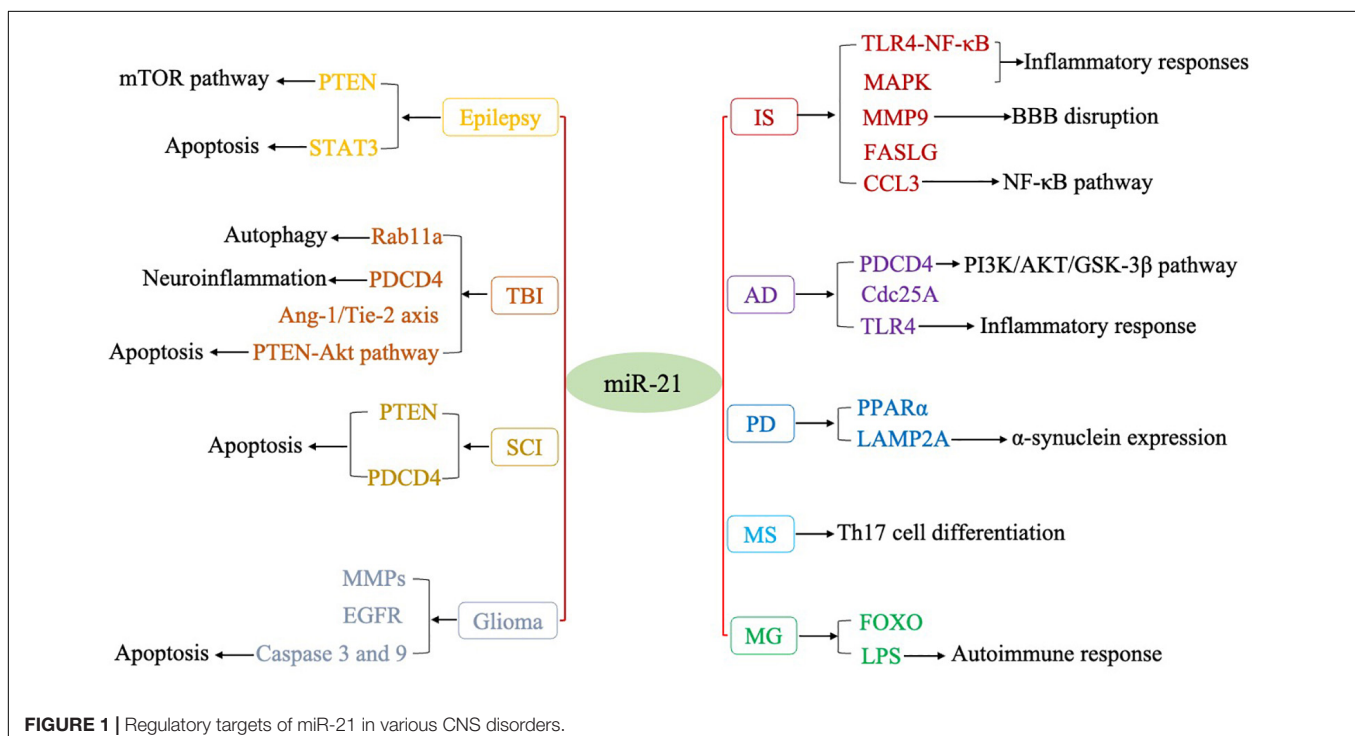 mTOR pathway
PTEN
Epilepsy
Apoptosis
STAT3
Autophagy
Rab11a
Neuroinflammation
PDCD4
TBI
Ang-1/Tie-2 axis
Apoptosis
PTEN-Akt pathway
PTEN
Apoptosis
SCI
PDCD4
MMPs
EGFR
Glioma
Apoptosis
Caspase 3 and 9
miR-21
IS
TLR4-NF-κB
Inflammatory responses
MAPK
MMP9
BBB disruption
FASLG
CCL3
NF-κB pathway
AD
PDCD4
PI3K/AKT/GSK-3β pathway
Cdc25A
TLR4
Inflammatory response
PD
PPARα
LAMP2A
α-synuclein expression
MS
Th17 cell differentiation
MG
FOXO
LPS
Autoimmune response
FIGURE 1 | Regulatory targets of miR-21 in various CNS disorders.